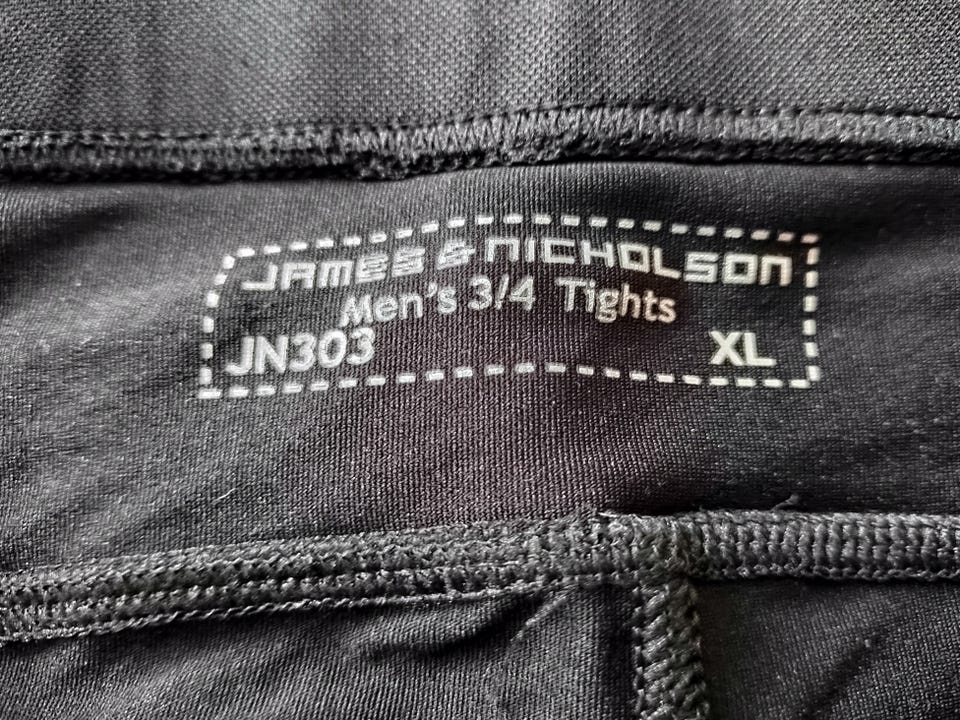 JAMES & NICHOLSON
Men's 3/4 Tights
JN303 XL